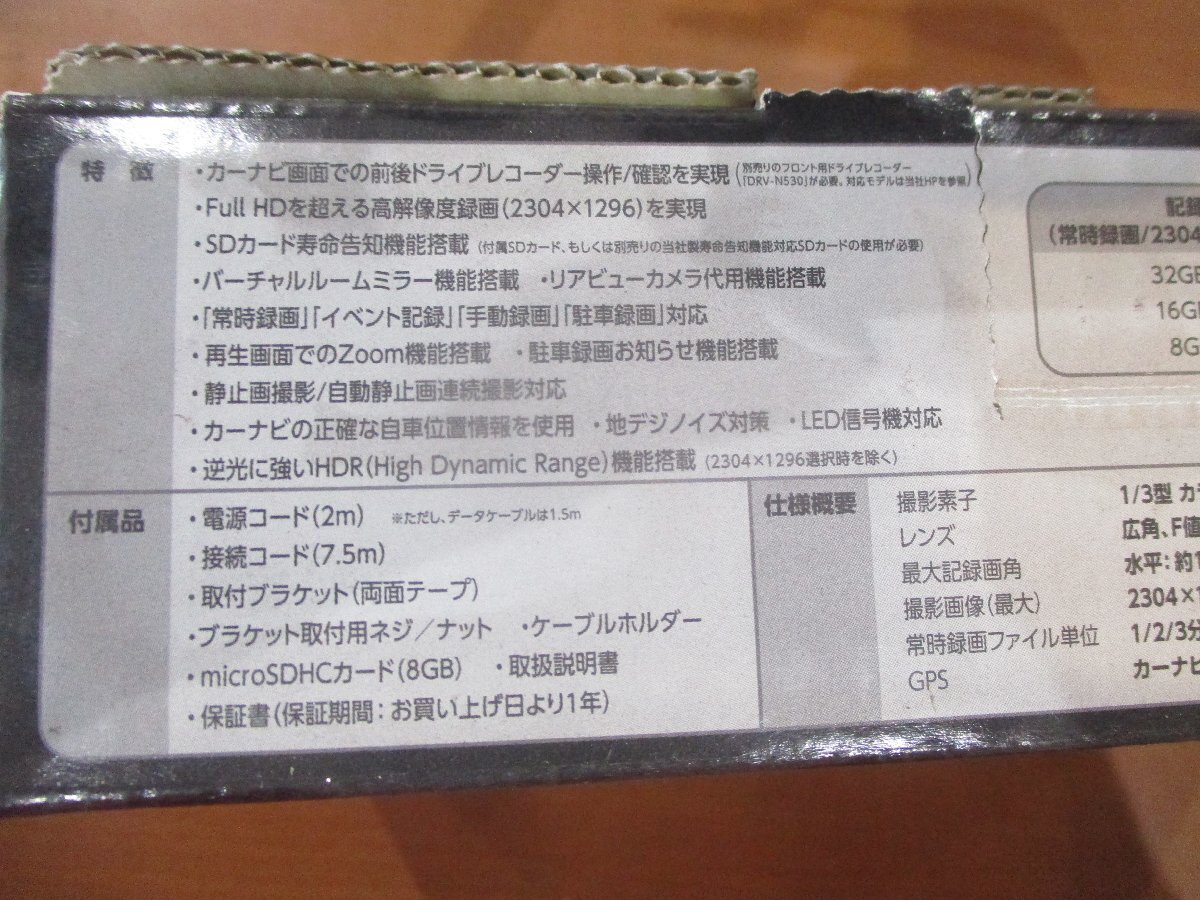 特 徴
・カーナビ画面での前後ドライブレコーダー操作/確認を実現(別売りのフロント用ドライブレコーダー
「DRV-N530」が必要。対応モデルは当社HPを参照)
・Full HDを超える高解像度録画(2304×1296)を実現
・SDカード寿命告知機能搭載 (付属SDカード、もしくは別売りの当社製寿命告知機能対応SDカードの使用が必要)
・バーチャルルームミラー機能搭載 ・リアビューカメラ代用機能搭載
・「常時録画」「イベント記録」「手動録画」「駐車録画」対応
・再生画面でのZoom機能搭載 ・駐車録画お知らせ機能搭載
・静止画撮影/自動静止画連続撮影対応
・カーナビの正確な自車位置情報を使用 ・地デジノイズ対策 ・LED信号機対応
・逆光に強いHDR(High Dynamic Range)機能搭載 (2304×1296選択時を除く)
記録
(常時録画/2304
32GB
16GB
8G
付属品
・電源コード(2m) ※ただし、データケーブルは1.5m
・接続コード(7.5m)
・取付ブラケット(両面テープ)
・ブラケット取付用ネジ/ナット ・ケーブルホルダー
・microSDHCカード(8GB) ・取扱説明書
・保証書(保証期間:お買い上げ日より1年)
仕様概要
撮影素子 1/3型 カラ
レンズ 広角、F値
最大記録画角 水平:約1
撮影画像(最大) 2304×1
常時録画ファイル単位 1/2/3分
GPS カーナビ